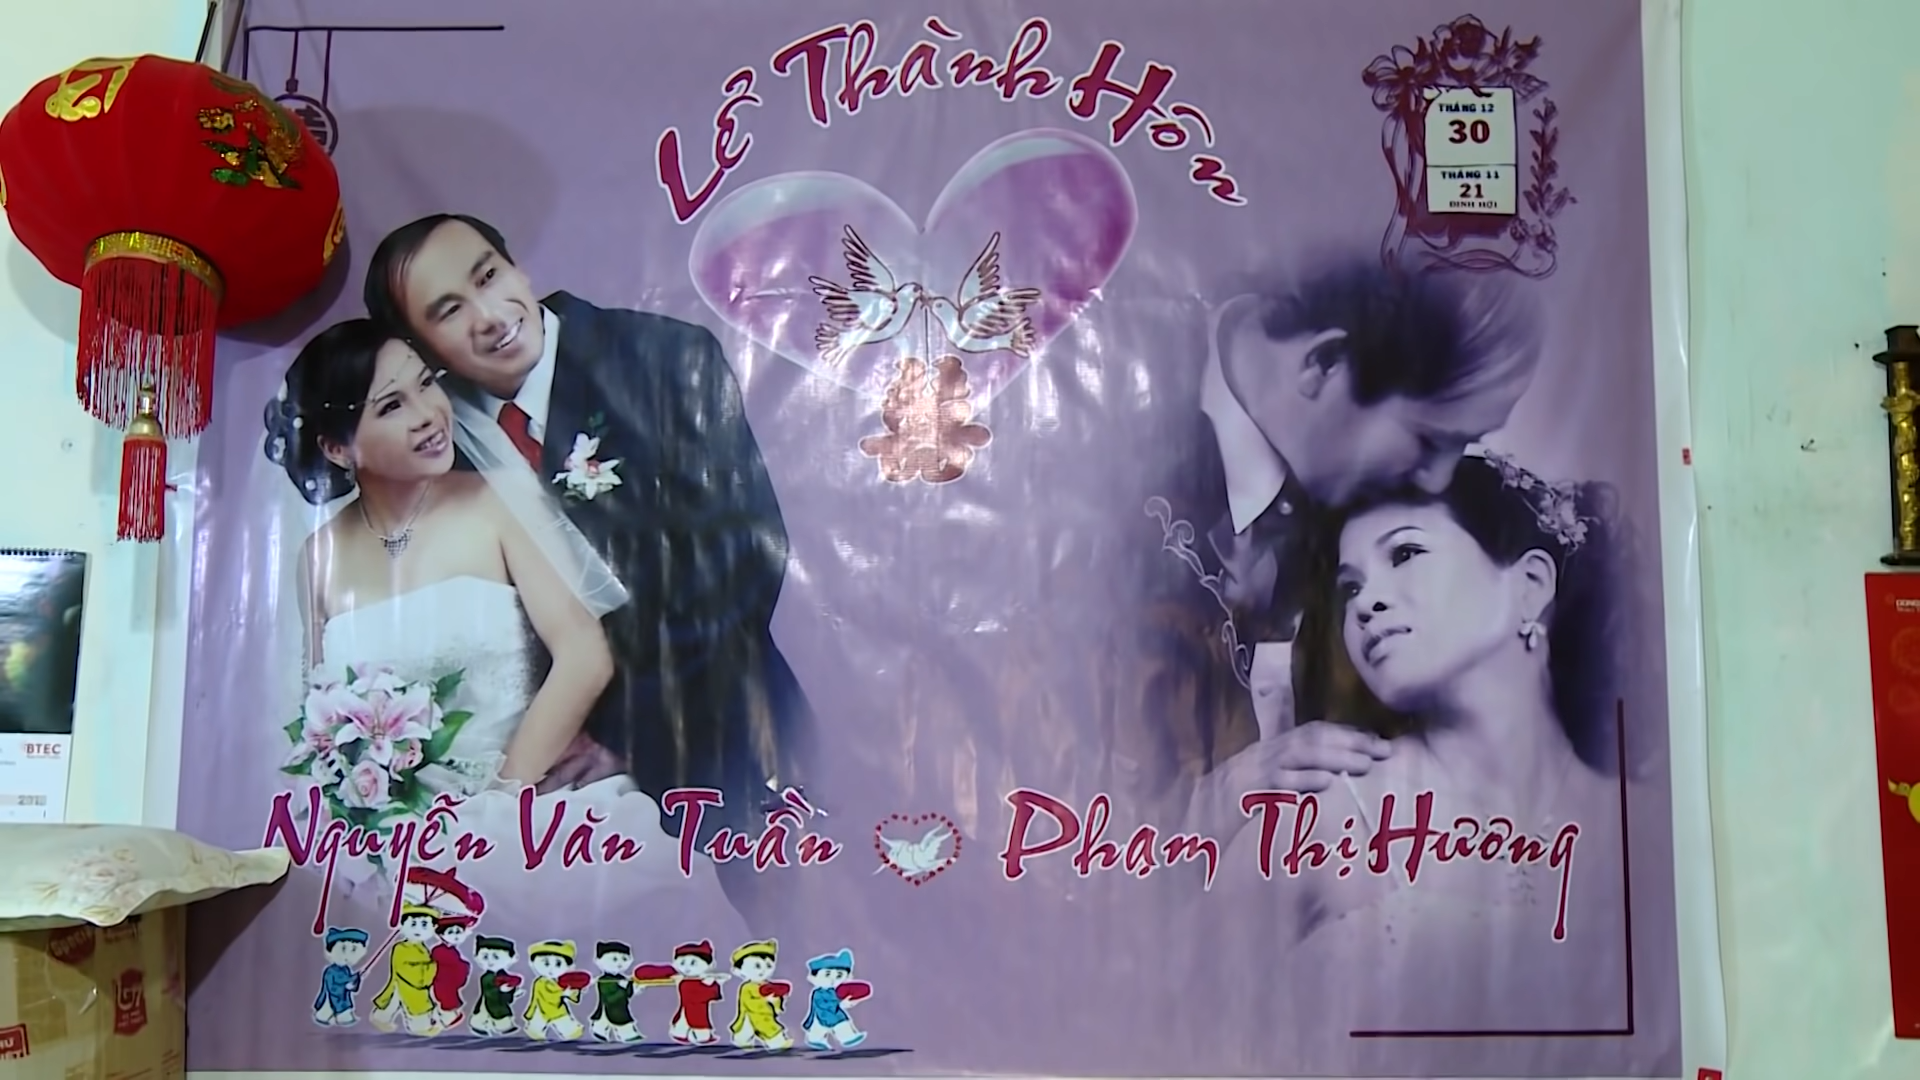 Lễ Thành Hôn
THÁNG 12
30
THÁNG 11
21
ĐINH HỢI
Nguyễn Văn Tuần
Phạm Thị Hương
BTEC